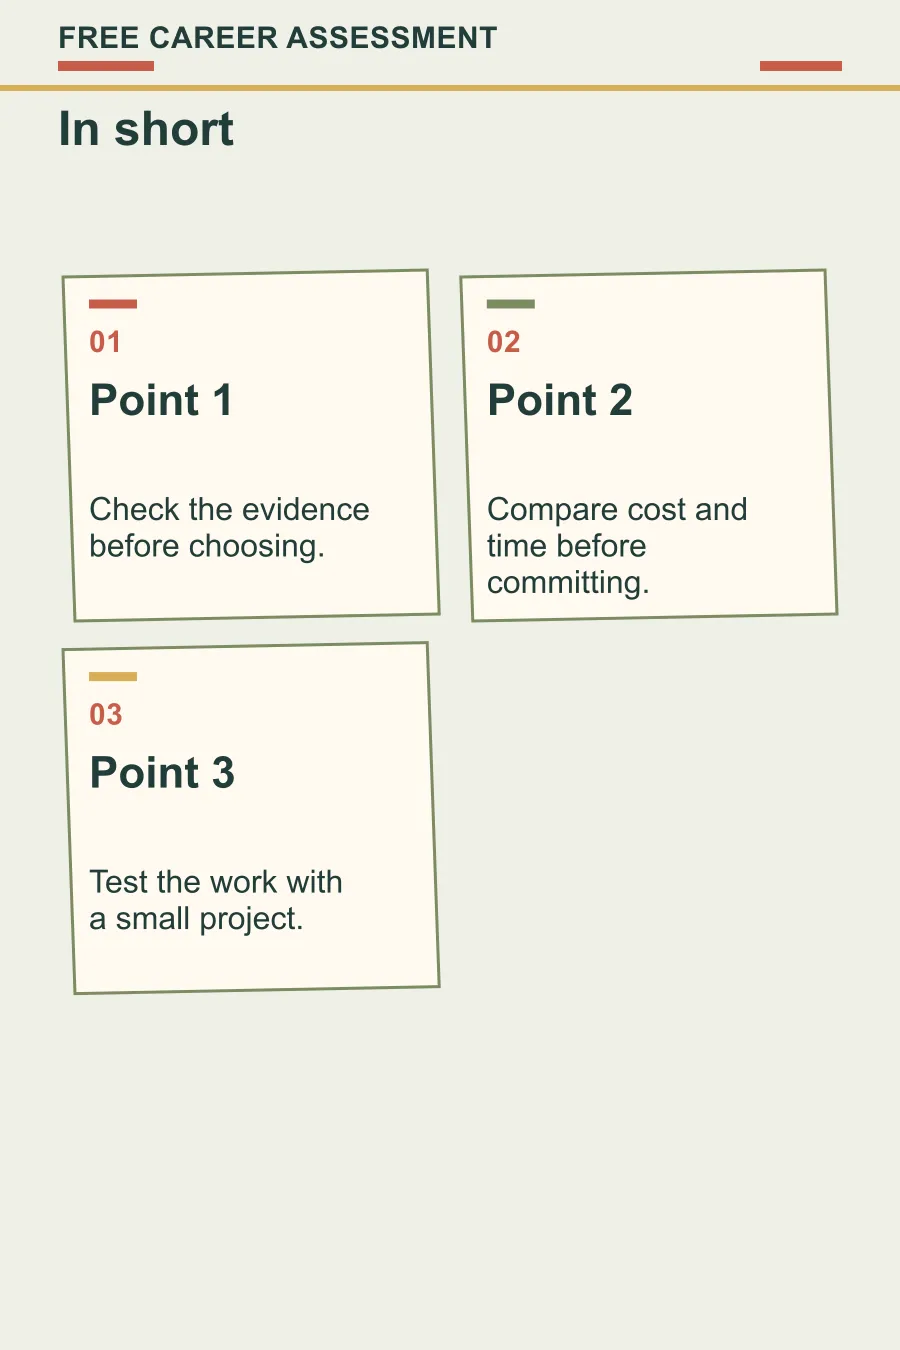 FREE CAREER ASSESSMENT
In short
01
Point 1
Check the evidence
before choosing.
02
Point 2
Compare cost and
time before
committing.
03
Point 3
Test the work with
a small project.